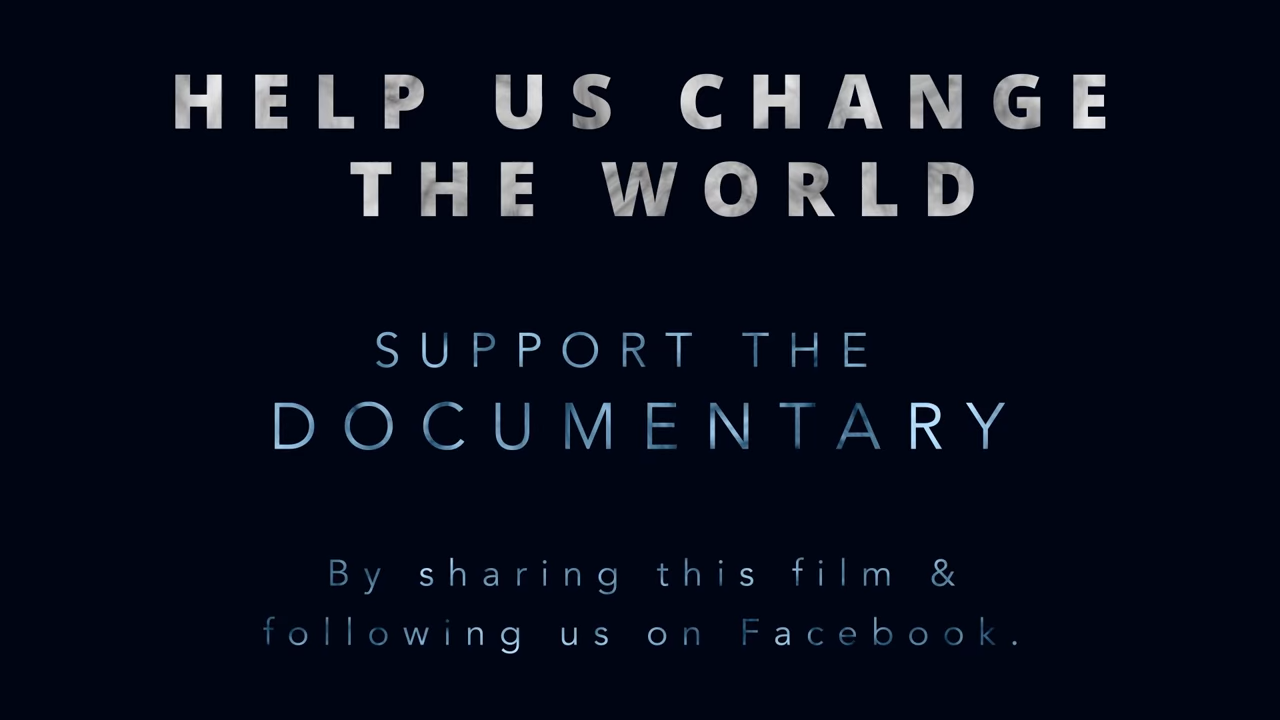 HELP US CHANGE
THE WORLD
SUPPORT THE
DOCUMENTARY
By sharing this film &
following us on Facebook.